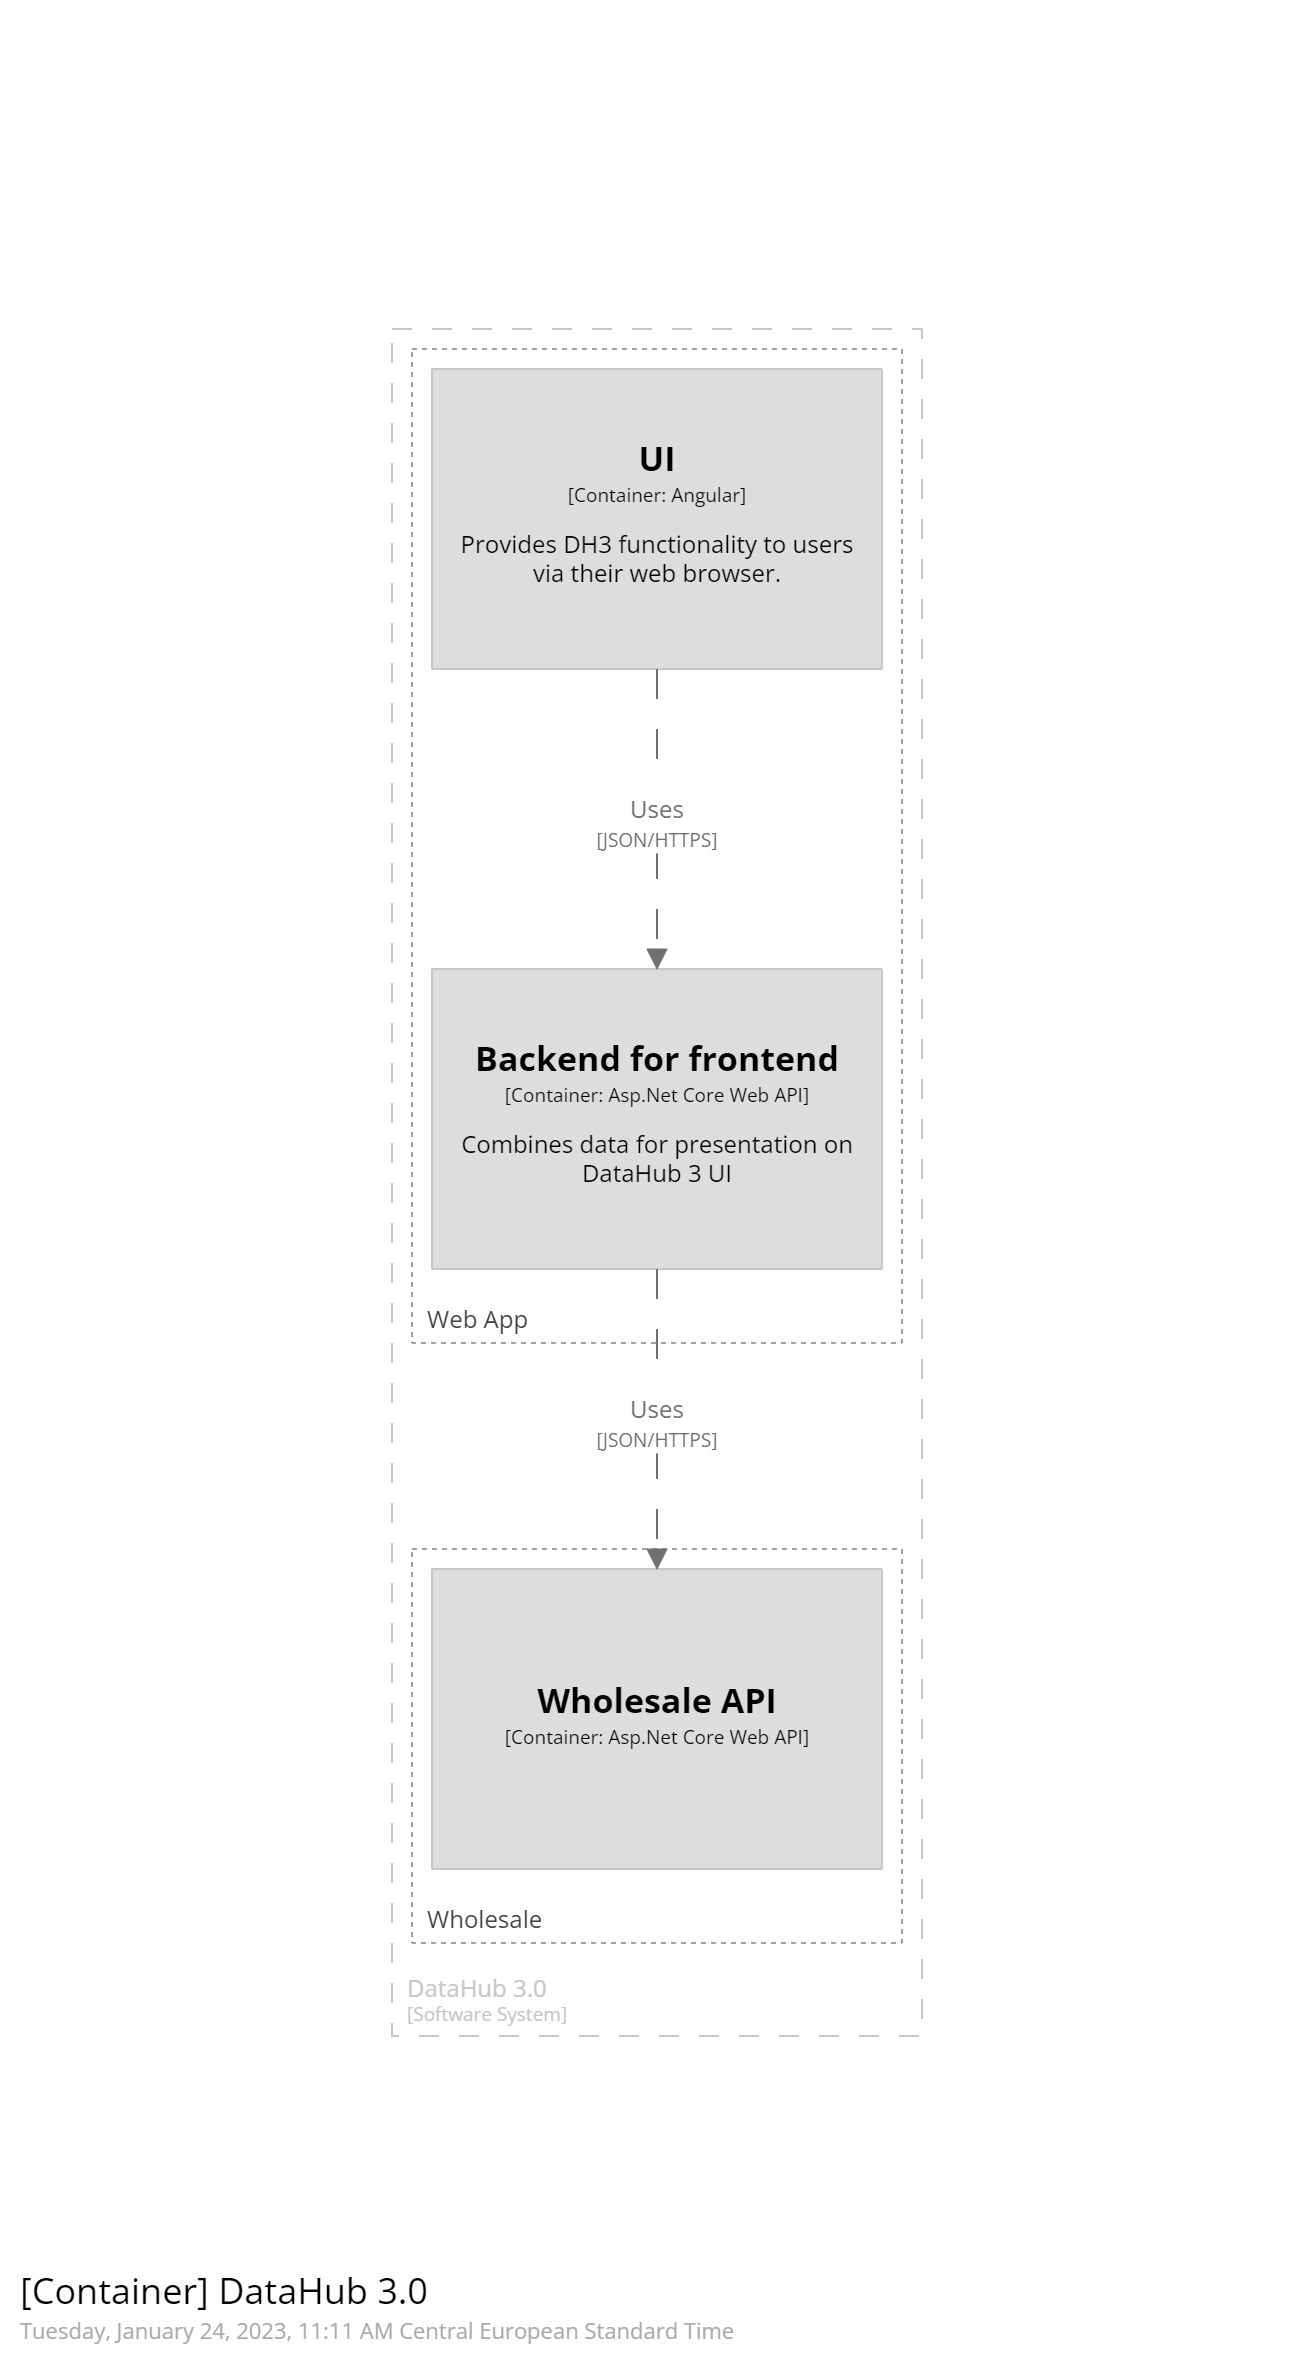 UI
[Container: Angular]
Provides DH3 functionality to users
via their web browser.
Uses
[JSON/HTTPS]
Backend for frontend
[Container: Asp.Net Core Web API]
Combines data for presentation on
DataHub 3 UI
Web App
Uses
[JSON/HTTPS]
Wholesale API
[Container: Asp.Net Core Web API]
Wholesale
DataHub 3.0
[Software System]
[Container] DataHub 3.0
Tuesday, January 24, 2023, 11:11 AM Central European Standard Time